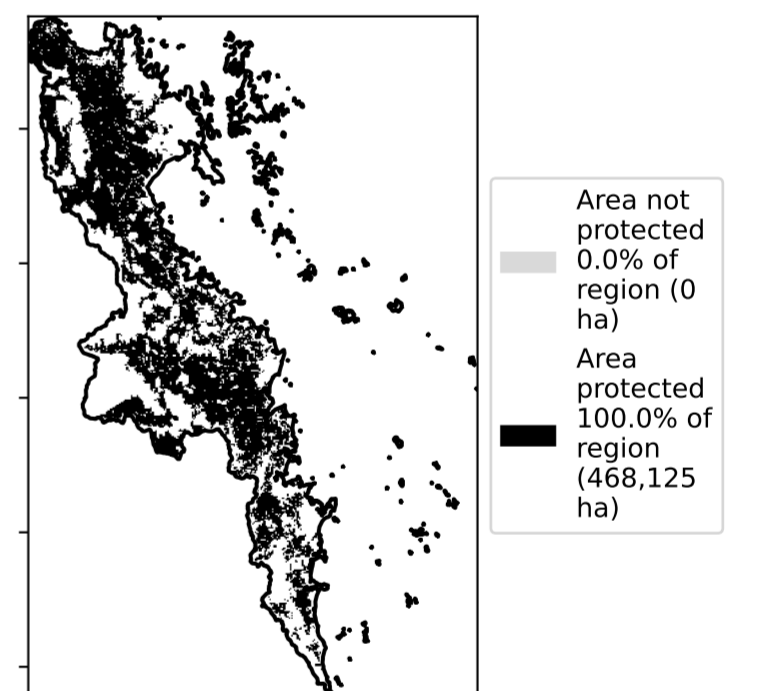 Area not
protected
0.0% of
region (0
ha)
Area
protected
100.0% of
region
(468,125
ha)